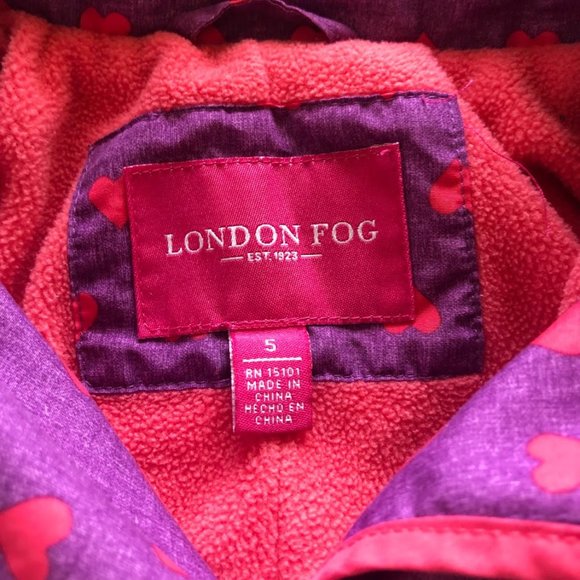 LONDON FOG
EST. 1923
5
RN 15101
MADE IN
CHINA
HECHO EN
CHINA